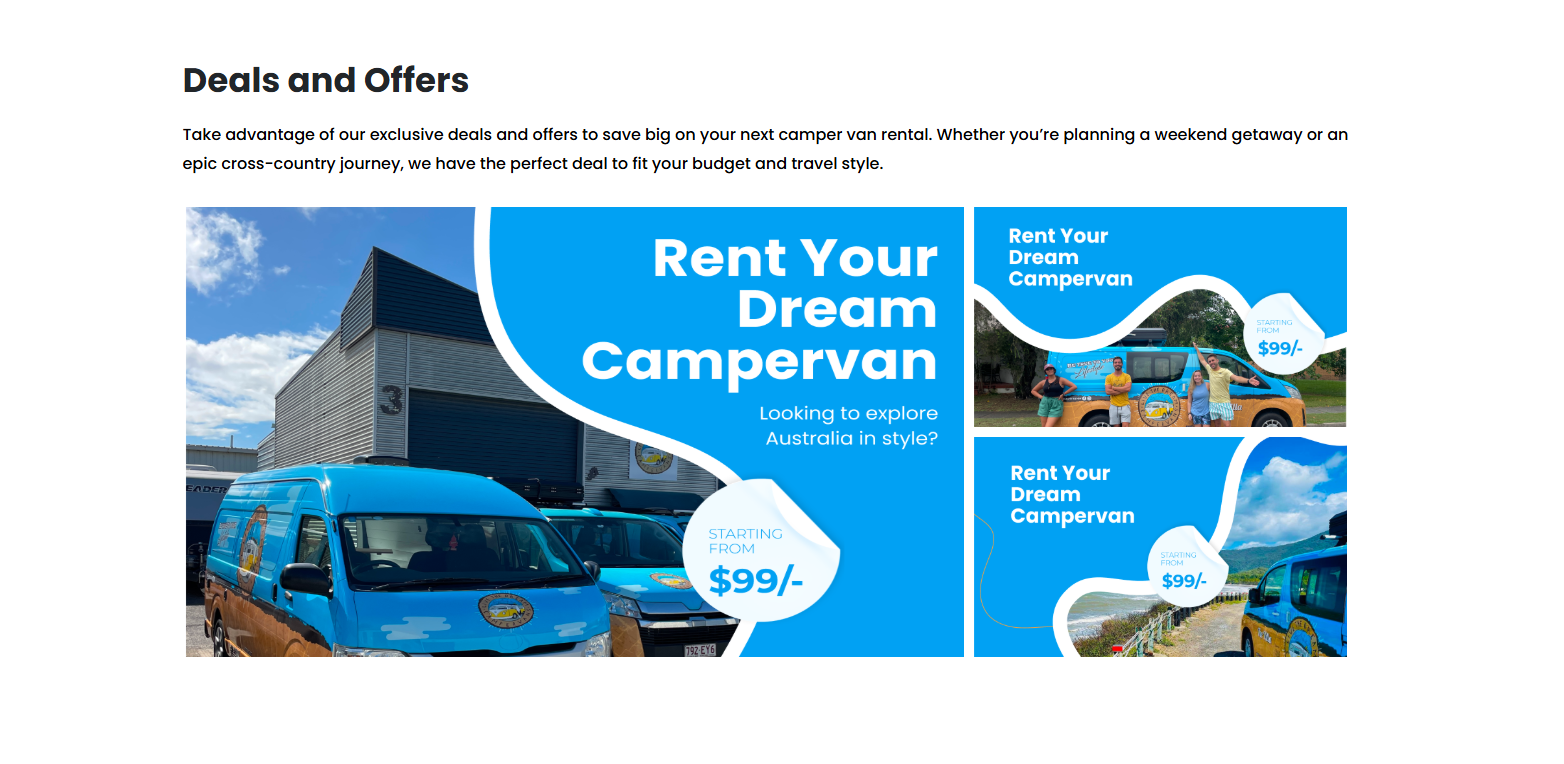 Deals and Offers
Take advantage of our exclusive deals and offers to save big on your next camper van rental. Whether you’re planning a weekend getaway or an
epic cross-country journey, we have the perfect deal to fit your budget and travel style.
Rent Your
Dream
Campervan
Looking to explore
Australia in style?
STARTING
FROM
$99/-
3
EADER
792·EY6
Rent Your
Dream
Campervan
STARTING
FROM
$99/-
Rent Your
Dream
Campervan
STARTING
FROM
$99/-